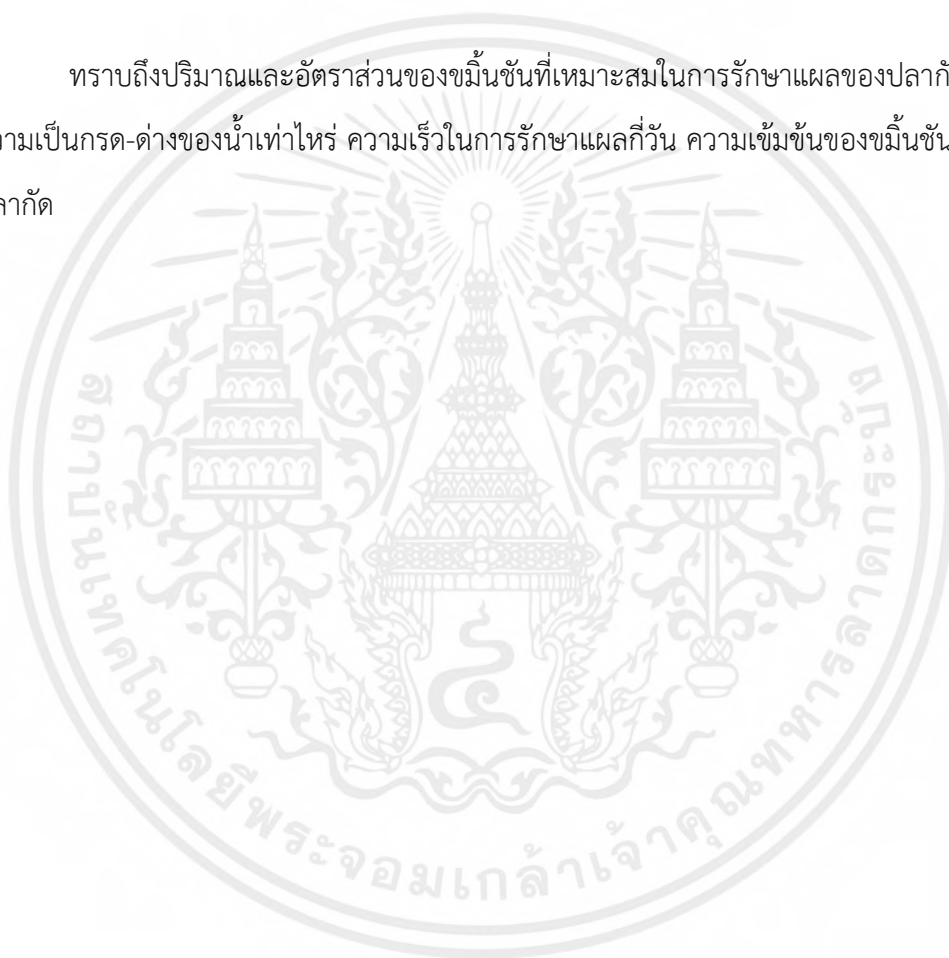 ทราบถึงปริมาณและอัตราส่วนของขมิ้นชันที่เหมาะสมในการรักษาแผลของปลากั
วามเป็นกรด-ด่างของน้ำเท่าไหร่ ความเร็วในการรักษาแผลกี่วัน ความเข้มข้นของขมิ้นชัน
ลากัด
สถาบันเทคโนโลยีพระจอมเกล้าเจ้าคุณทหารลาดกระบัง